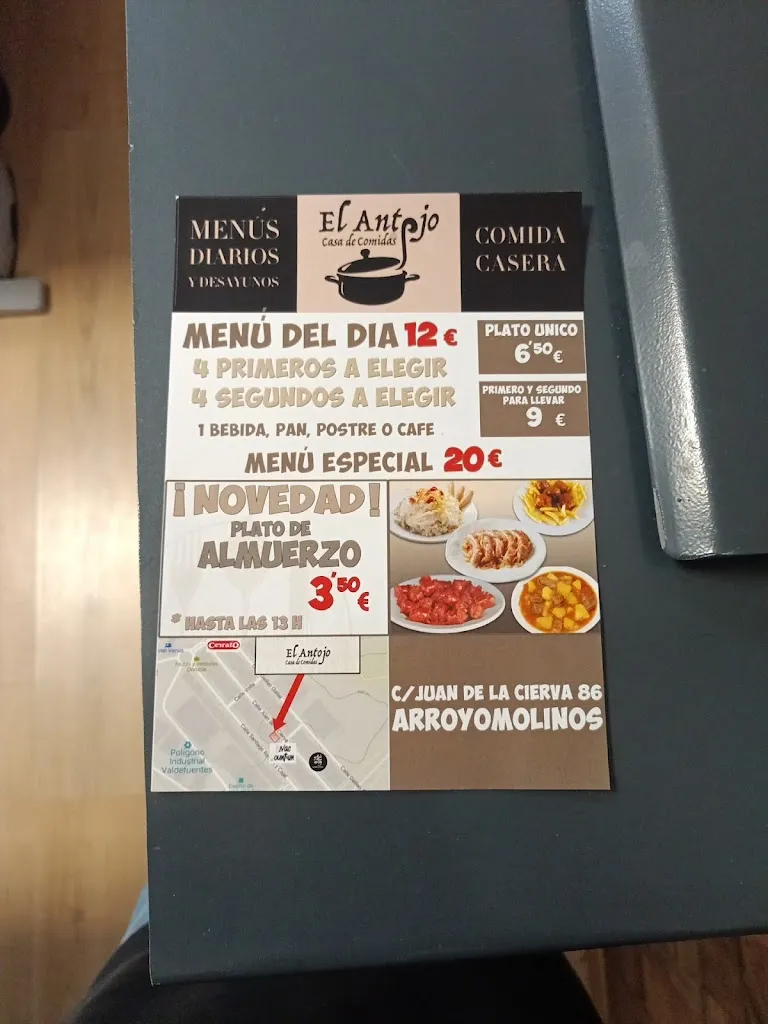 MENÚS
DIARIOS
Y DESAYUNOS
El Antojo
Casa de Comidas
COMIDA
CASERA
MENÚ DEL DIA 12 €
4 PRIMEROS A ELEGIR
4 SEGUNDOS A ELEGIR
1 BEBIDA, PAN, POSTRE O CAFE
PLATO UNICO
6'50 €
PRIMERO Y SEGUNDO
PARA LLEVAR
9 €
MENÚ ESPECIAL 20 €
¡NOVEDAD!
PLATO DE
ALMUERZO
3'50 €
* HASTA LAS 13 H
El Antojo
Casa de Comidas
Polígono
Industrial
Valdefuentes
C/JUAN DE LA CIERVA 86
ARROYOMOLINOS